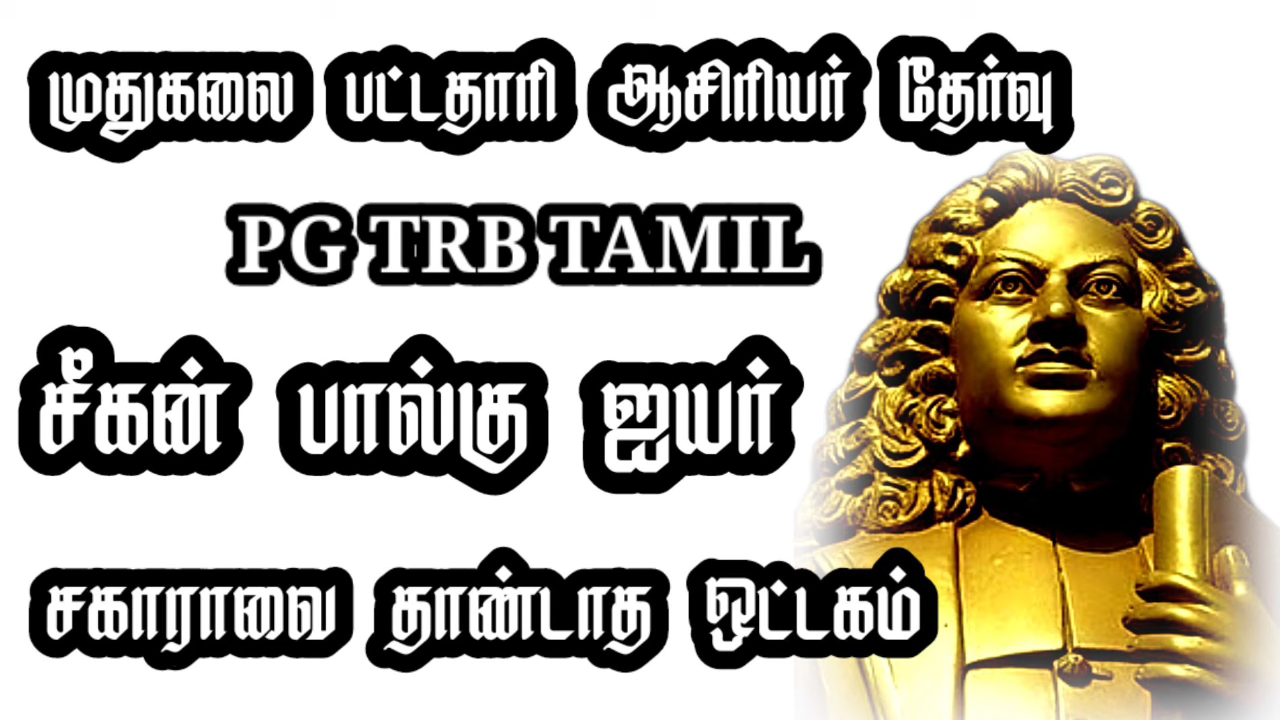 முதுகலை பட்டதாரி ஆசிரியர் தேர்வு
PG TRB TAMIL
சீகன் பால்கு ஐயர்
சகாராவை தாண்டாத ஒட்டகம்